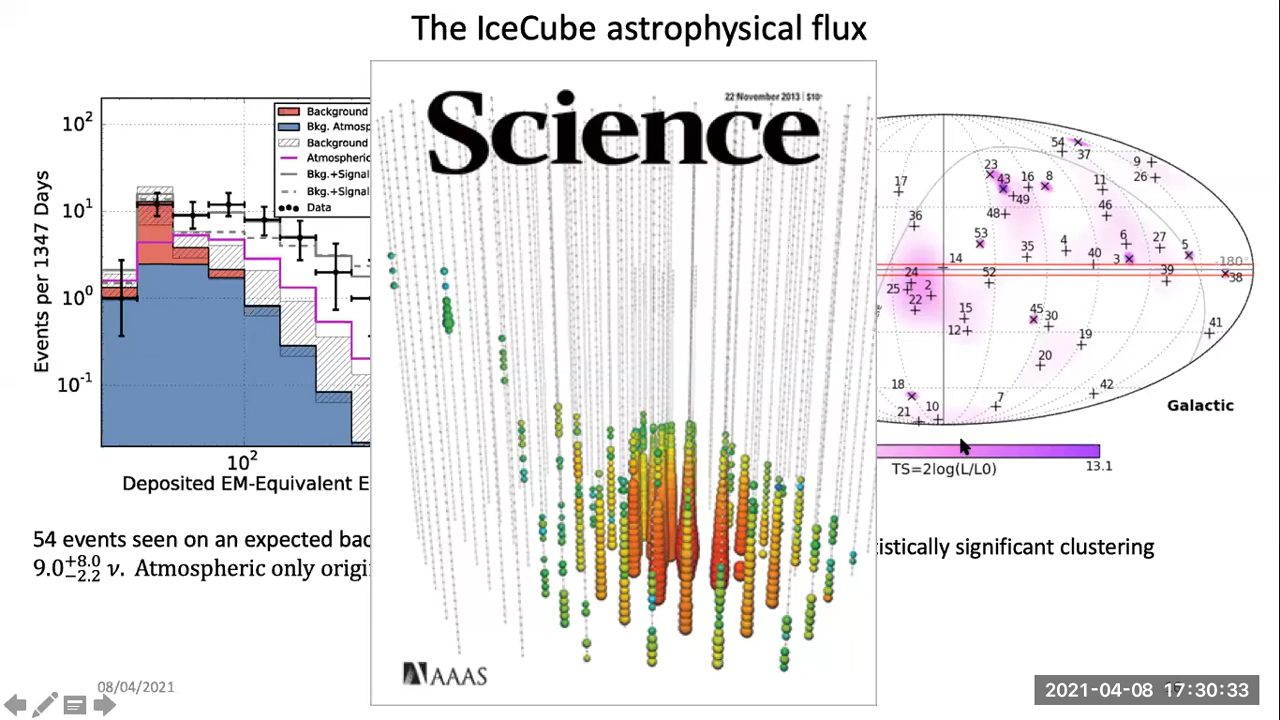 The IceCube astrophysical flux
Science
22 November 2013 | $10
AAAS
Events per 1347 Days
10²
10¹
10⁰
10⁻¹
Background
Bkg. Atmosp
Background
Atmospheric
Bkg.+Signal
Bkg.+Signal
Data
10²
Deposited EM-Equivalent E
54 events seen on an expected bac
9.0+8.0−2.2 ν. Atmospheric only origi
54
37
9
26
23
43
16
8
49
11
17
48
46
36
53
35
4
6
27
5
3
40
-180°
38
39
14
24
52
25
2
22
15
12
45
30
19
41
20
42
18
7
21
10
Galactic
TS=2log(L/L0)
13.1
tistically significant clustering
08/04/2021
2021-04-08 17:30:33